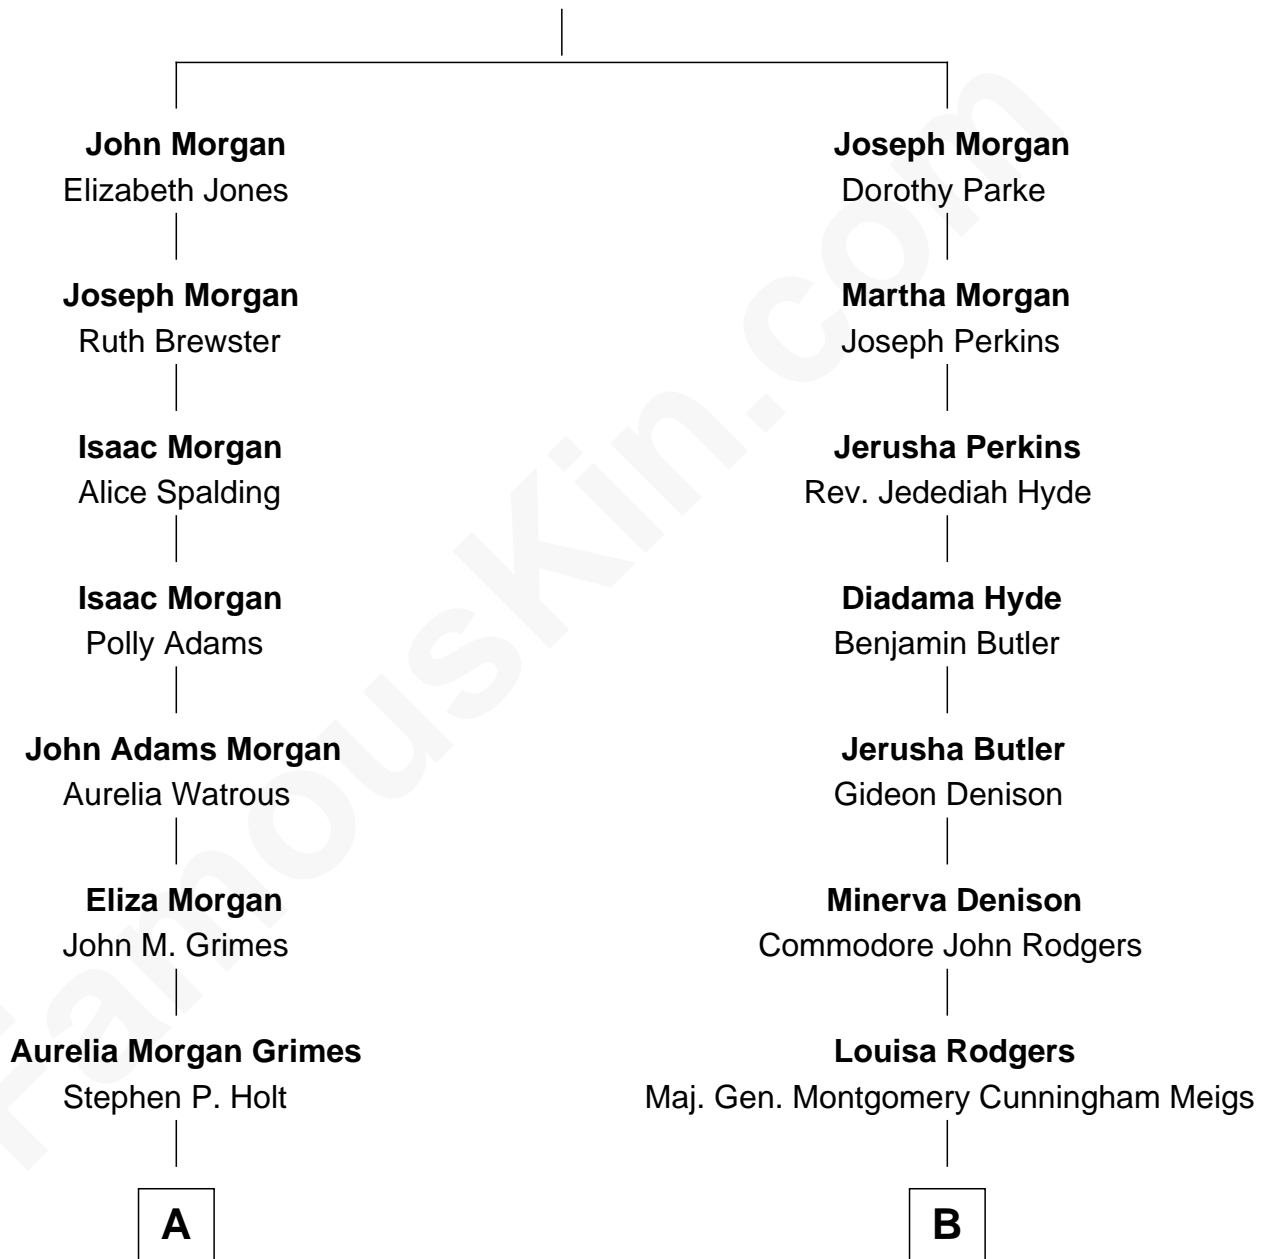 John Morgan
Elizabeth Jones
Joseph Morgan
Ruth Brewster
Isaac Morgan
Alice Spalding
Isaac Morgan
Polly Adams
John Adams Morgan
Aurelia Watrous
Eliza Morgan
John M. Grimes
Aurelia Morgan Grimes
Stephen P. Holt
A
Joseph Morgan
Dorothy Parke
Martha Morgan
Joseph Perkins
Jerusha Perkins
Rev. Jedediah Hyde
Diadama Hyde
Benjamin Butler
Jerusha Butler
Gideon Denison
Minerva Denison
Commodore John Rodgers
Louisa Rodgers
Maj. Gen. Montgomery Cunningham Meigs
B
FamousKin.com